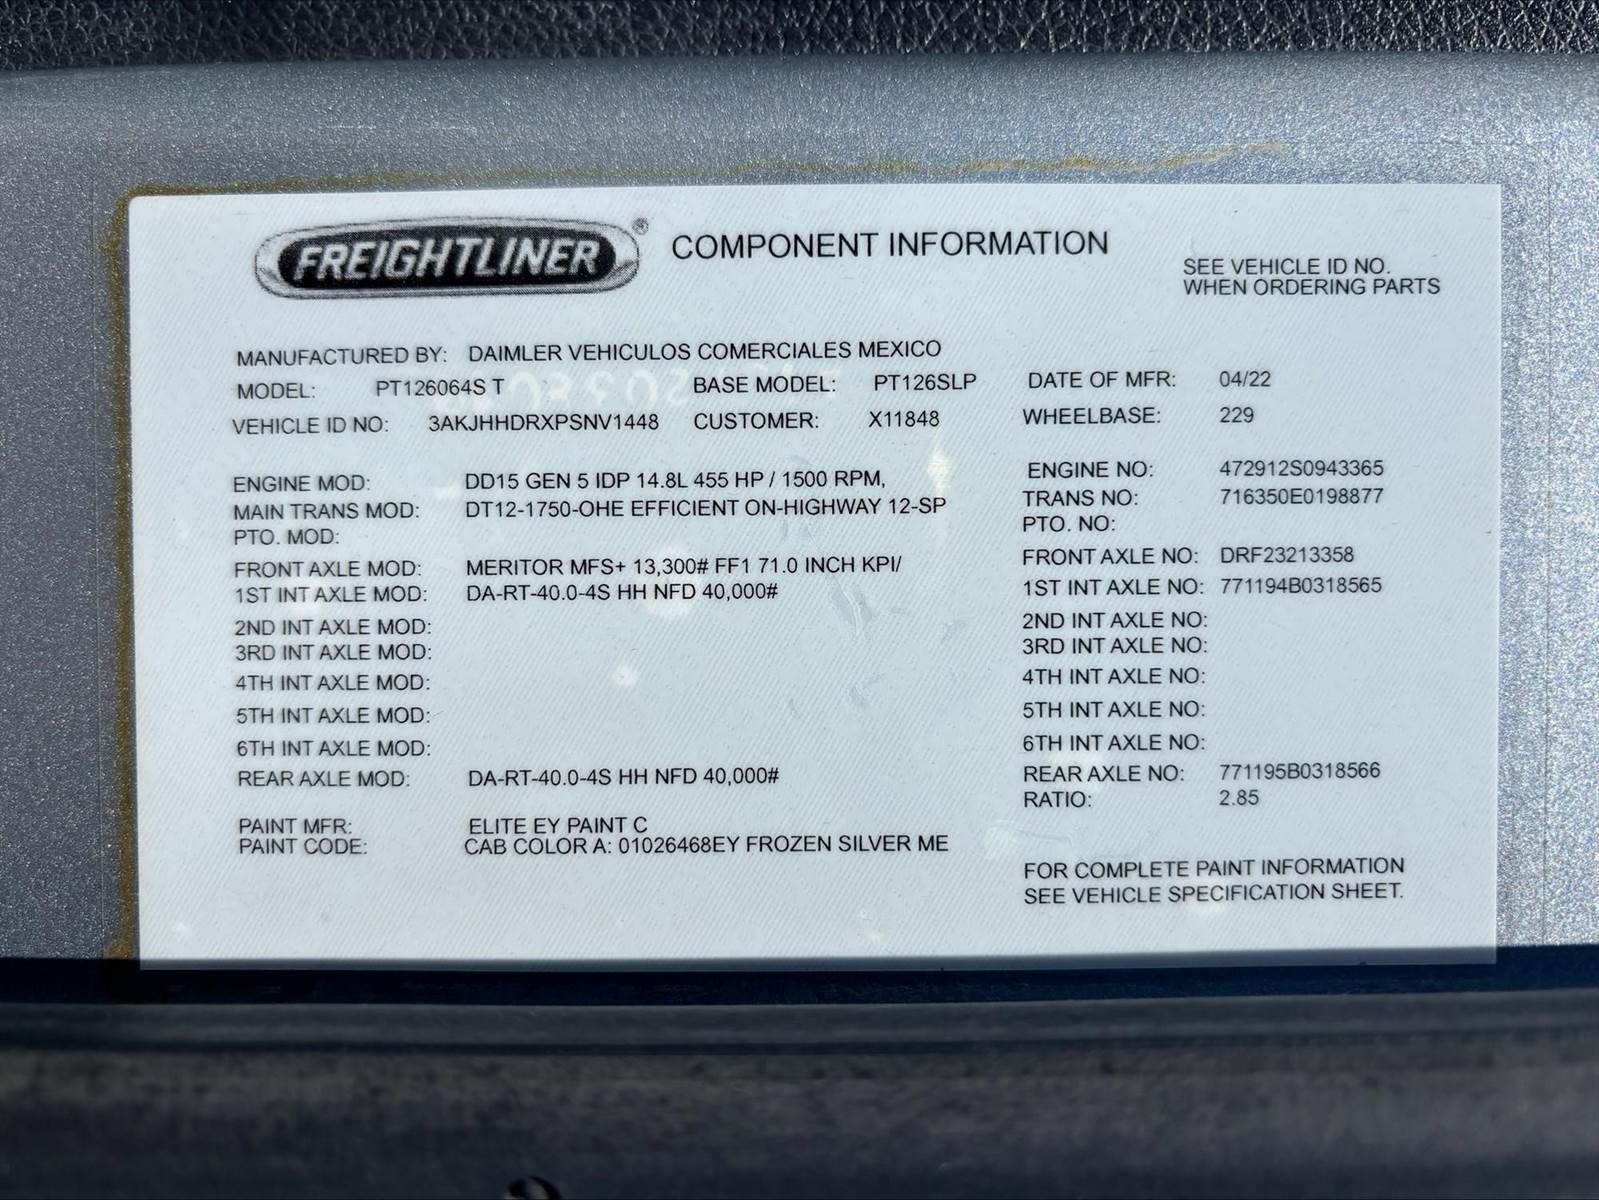 FREIGHTLINER®
COMPONENT INFORMATION
SEE VEHICLE ID NO.
WHEN ORDERING PARTS
MANUFACTURED BY: DAIMLER VEHICULOS COMERCIALES MEXICO
MODEL: PT126064S T BASE MODEL: PT126SLP DATE OF MFR: 04/22
VEHICLE ID NO: 3AKJHHDRXPSNV1448 CUSTOMER: X11848 WHEELBASE: 229
ENGINE MOD: DD15 GEN 5 IDP 14.8L 455 HP / 1500 RPM, ENGINE NO: 472912S0943365
MAIN TRANS MOD: DT12-1750-OHE EFFICIENT ON-HIGHWAY 12-SP TRANS NO: 716350E0198877
PTO. MOD: PTO. NO:
FRONT AXLE MOD: MERITOR MFS+ 13,300# FF1 71.0 INCH KPI/ FRONT AXLE NO: DRF23213358
1ST INT AXLE MOD: DA-RT-40.0-4S HH NFD 40,000# 1ST INT AXLE NO: 771194B0318565
2ND INT AXLE MOD: 2ND INT AXLE NO:
3RD INT AXLE MOD: 3RD INT AXLE NO:
4TH INT AXLE MOD: 4TH INT AXLE NO:
5TH INT AXLE MOD: 5TH INT AXLE NO:
6TH INT AXLE MOD: 6TH INT AXLE NO:
REAR AXLE MOD: DA-RT-40.0-4S HH NFD 40,000# REAR AXLE NO: 771195B0318566
RATIO: 2.85
PAINT MFR: ELITE EY PAINT C
PAINT CODE: CAB COLOR A: 01026468EY FROZEN SILVER ME
FOR COMPLETE PAINT INFORMATION
SEE VEHICLE SPECIFICATION SHEET.